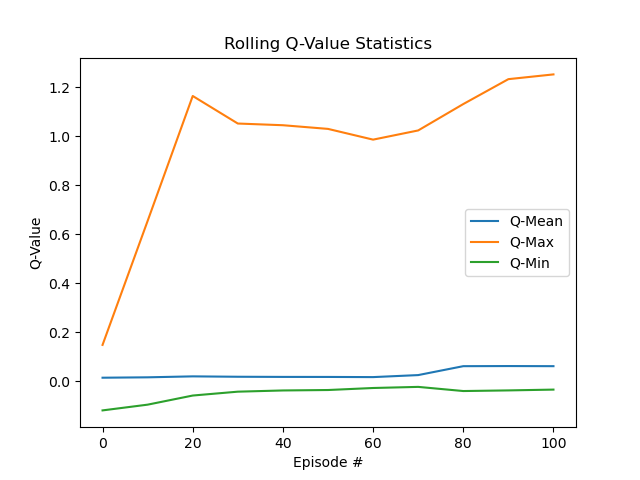 Rolling Q-Value Statistics
1.2
1.0
0.8
0.6
0.4
0.2
0.0
Q-Value
Q-Mean
Q-Max
Q-Min
0 20 40 60 80 100
Episode #